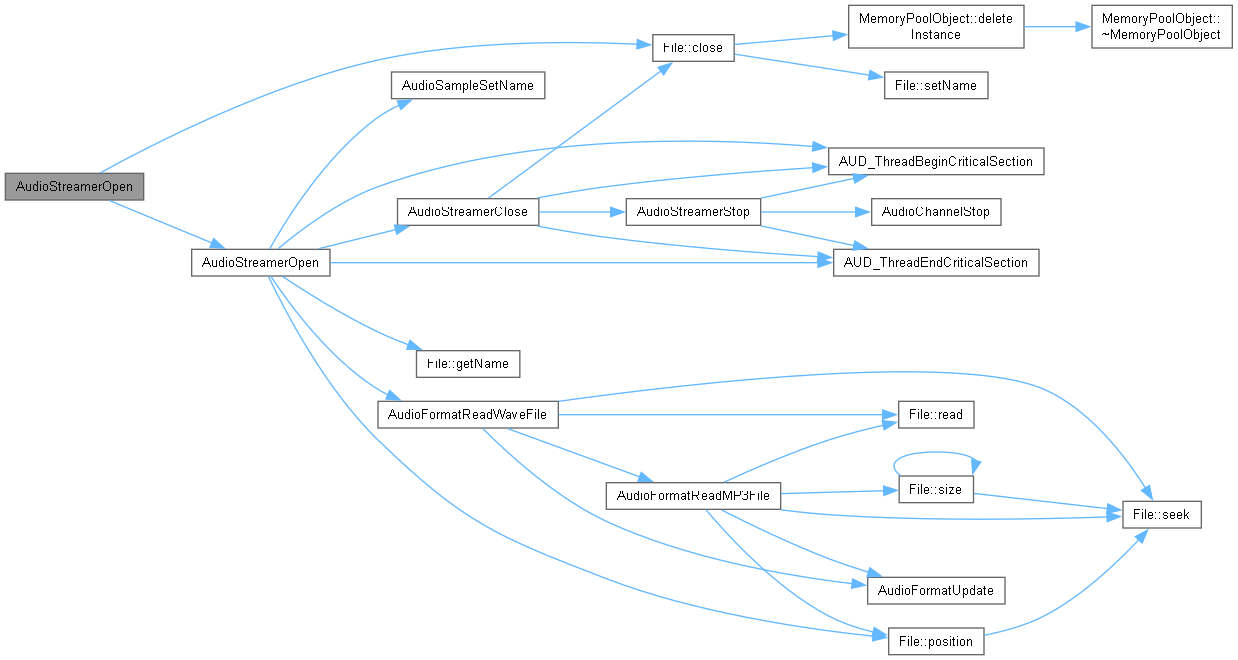 MemoryPoolObject::delete
Instance
MemoryPoolObject::
~MemoryPoolObject
File::close
AudioSampleSetName
File::setName
AUD_ThreadBeginCriticalSection
AudioStreamerOpen
AudioStreamerClose
AudioStreamerStop
AudioChannelStop
AudioStreamerOpen
AUD_ThreadEndCriticalSection
File::getName
AudioFormatReadWaveFile
File::read
AudioFormatReadMP3File
File::size
File::seek
AudioFormatUpdate
File::position